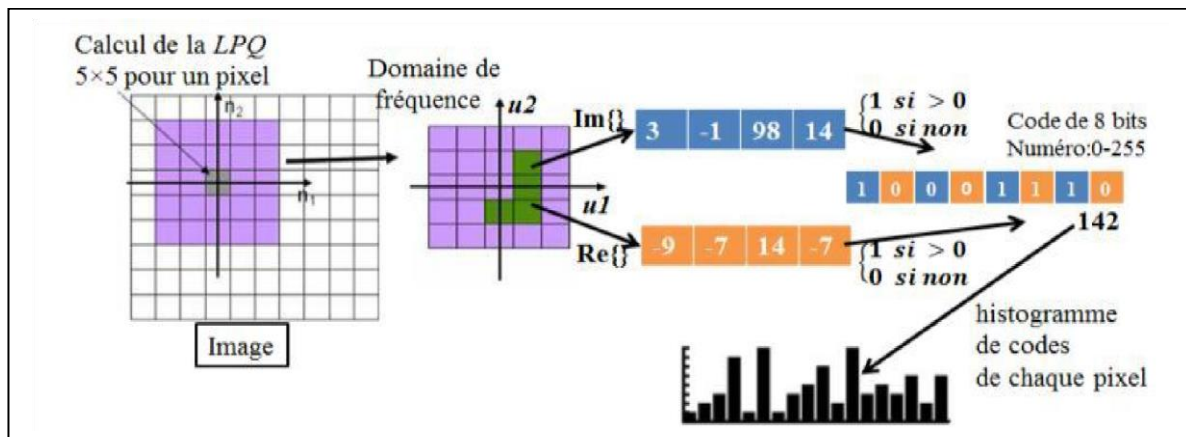 Calcul de la LPQ
5×5 pour un pixel
n2
n1
Image
Domaine de
fréquence
u2
u1
Im{}
3 -1 98 14
{1 si > 0
0 si non
Re{}
-9 -7 14 -7
{1 si > 0
0 si non
Code de 8 bits
Numéro:0-255
1 0 0 0 1 1 1 0
142
histogramme
de codes
de chaque pixel